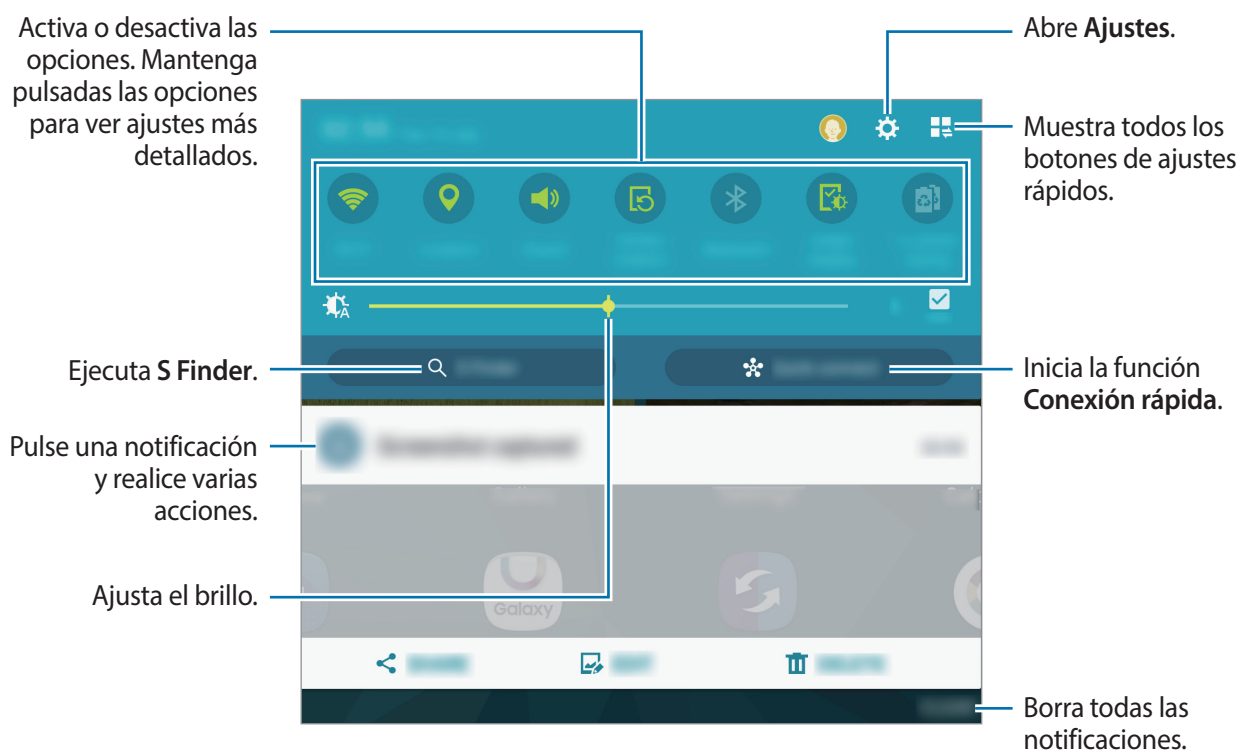 Activa o desactiva las
opciones. Mantenga
pulsadas las opciones
para ver ajustes más
detallados.
Abre Ajustes.
Muestra todos los
botones de ajustes
rápidos.
A
Ejecuta S Finder.
Inicia la función
Conexión rápida.
Pulse una notificación
y realice varias
acciones.
Ajusta el brillo.
Galaxy
Borra todas las
notificaciones.